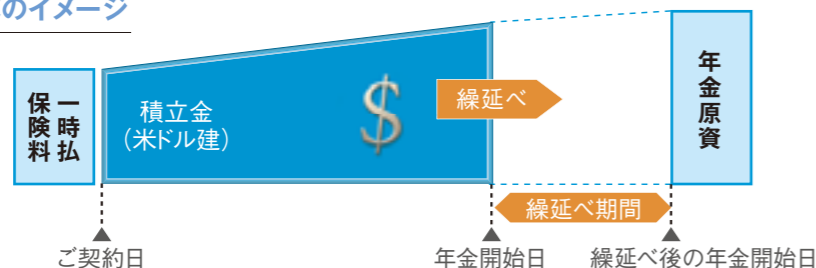 のイメージ
一時払
保険料
積立金
（米ドル建）
$
繰延べ
年金原資
繰延べ期間
ご契約日
年金開始日
繰延べ後の年金開始日